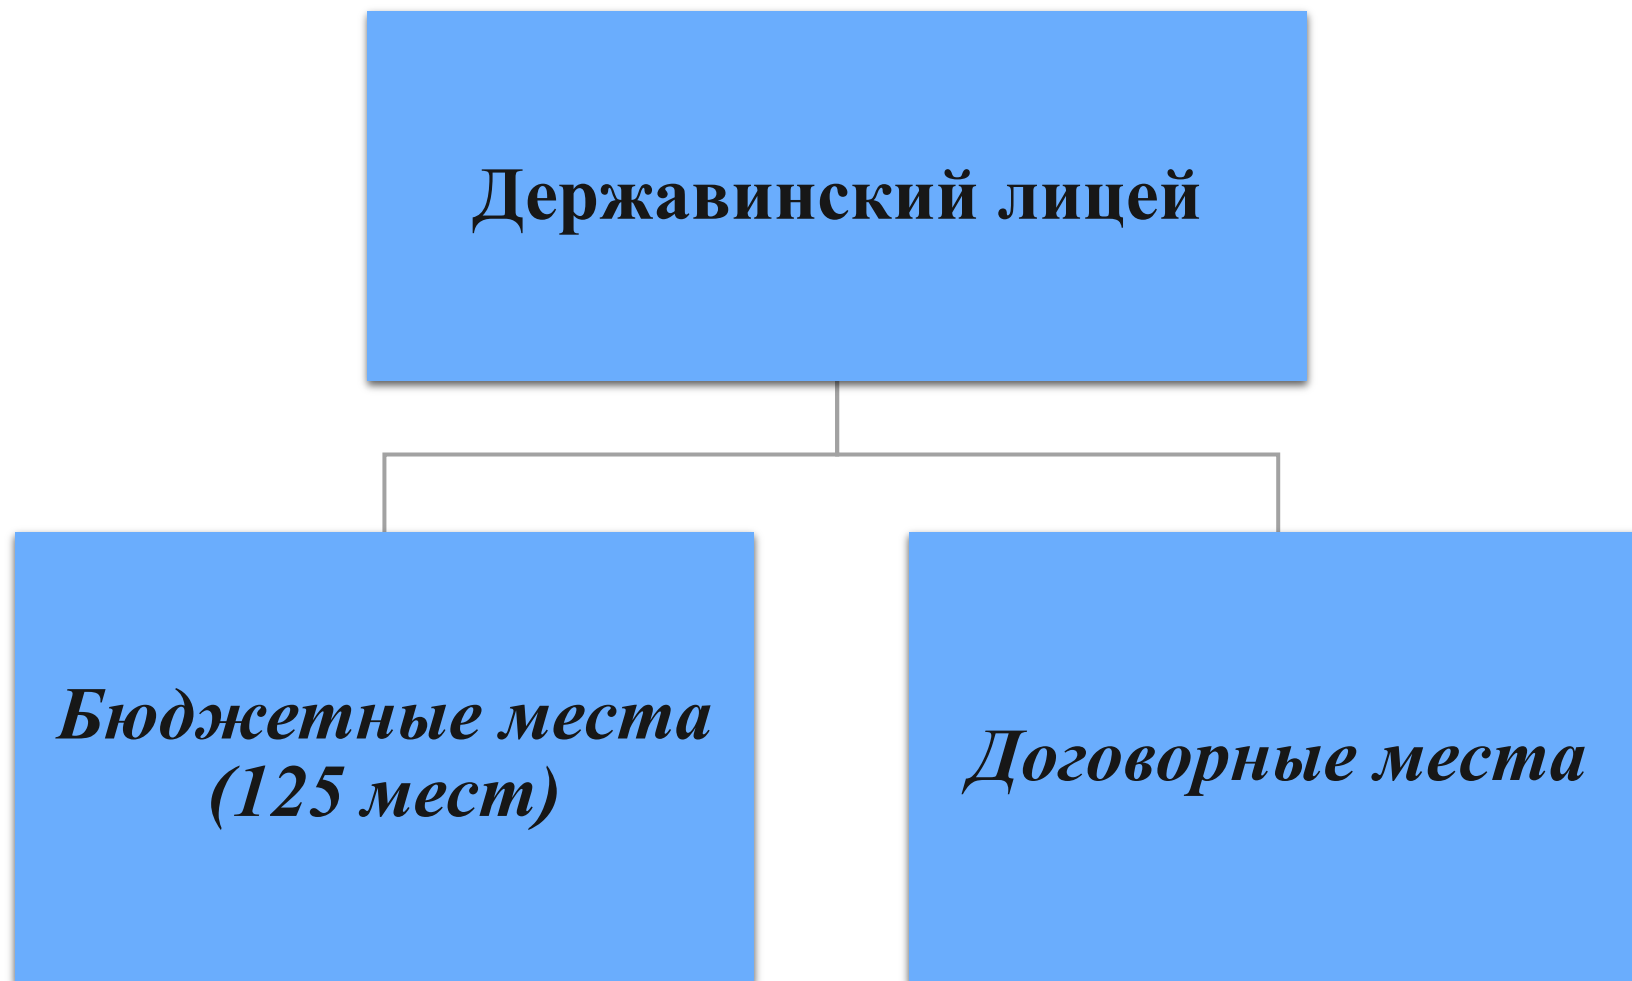 Державинский лицей
Бюджетные места
(125 мест)
Договорные места